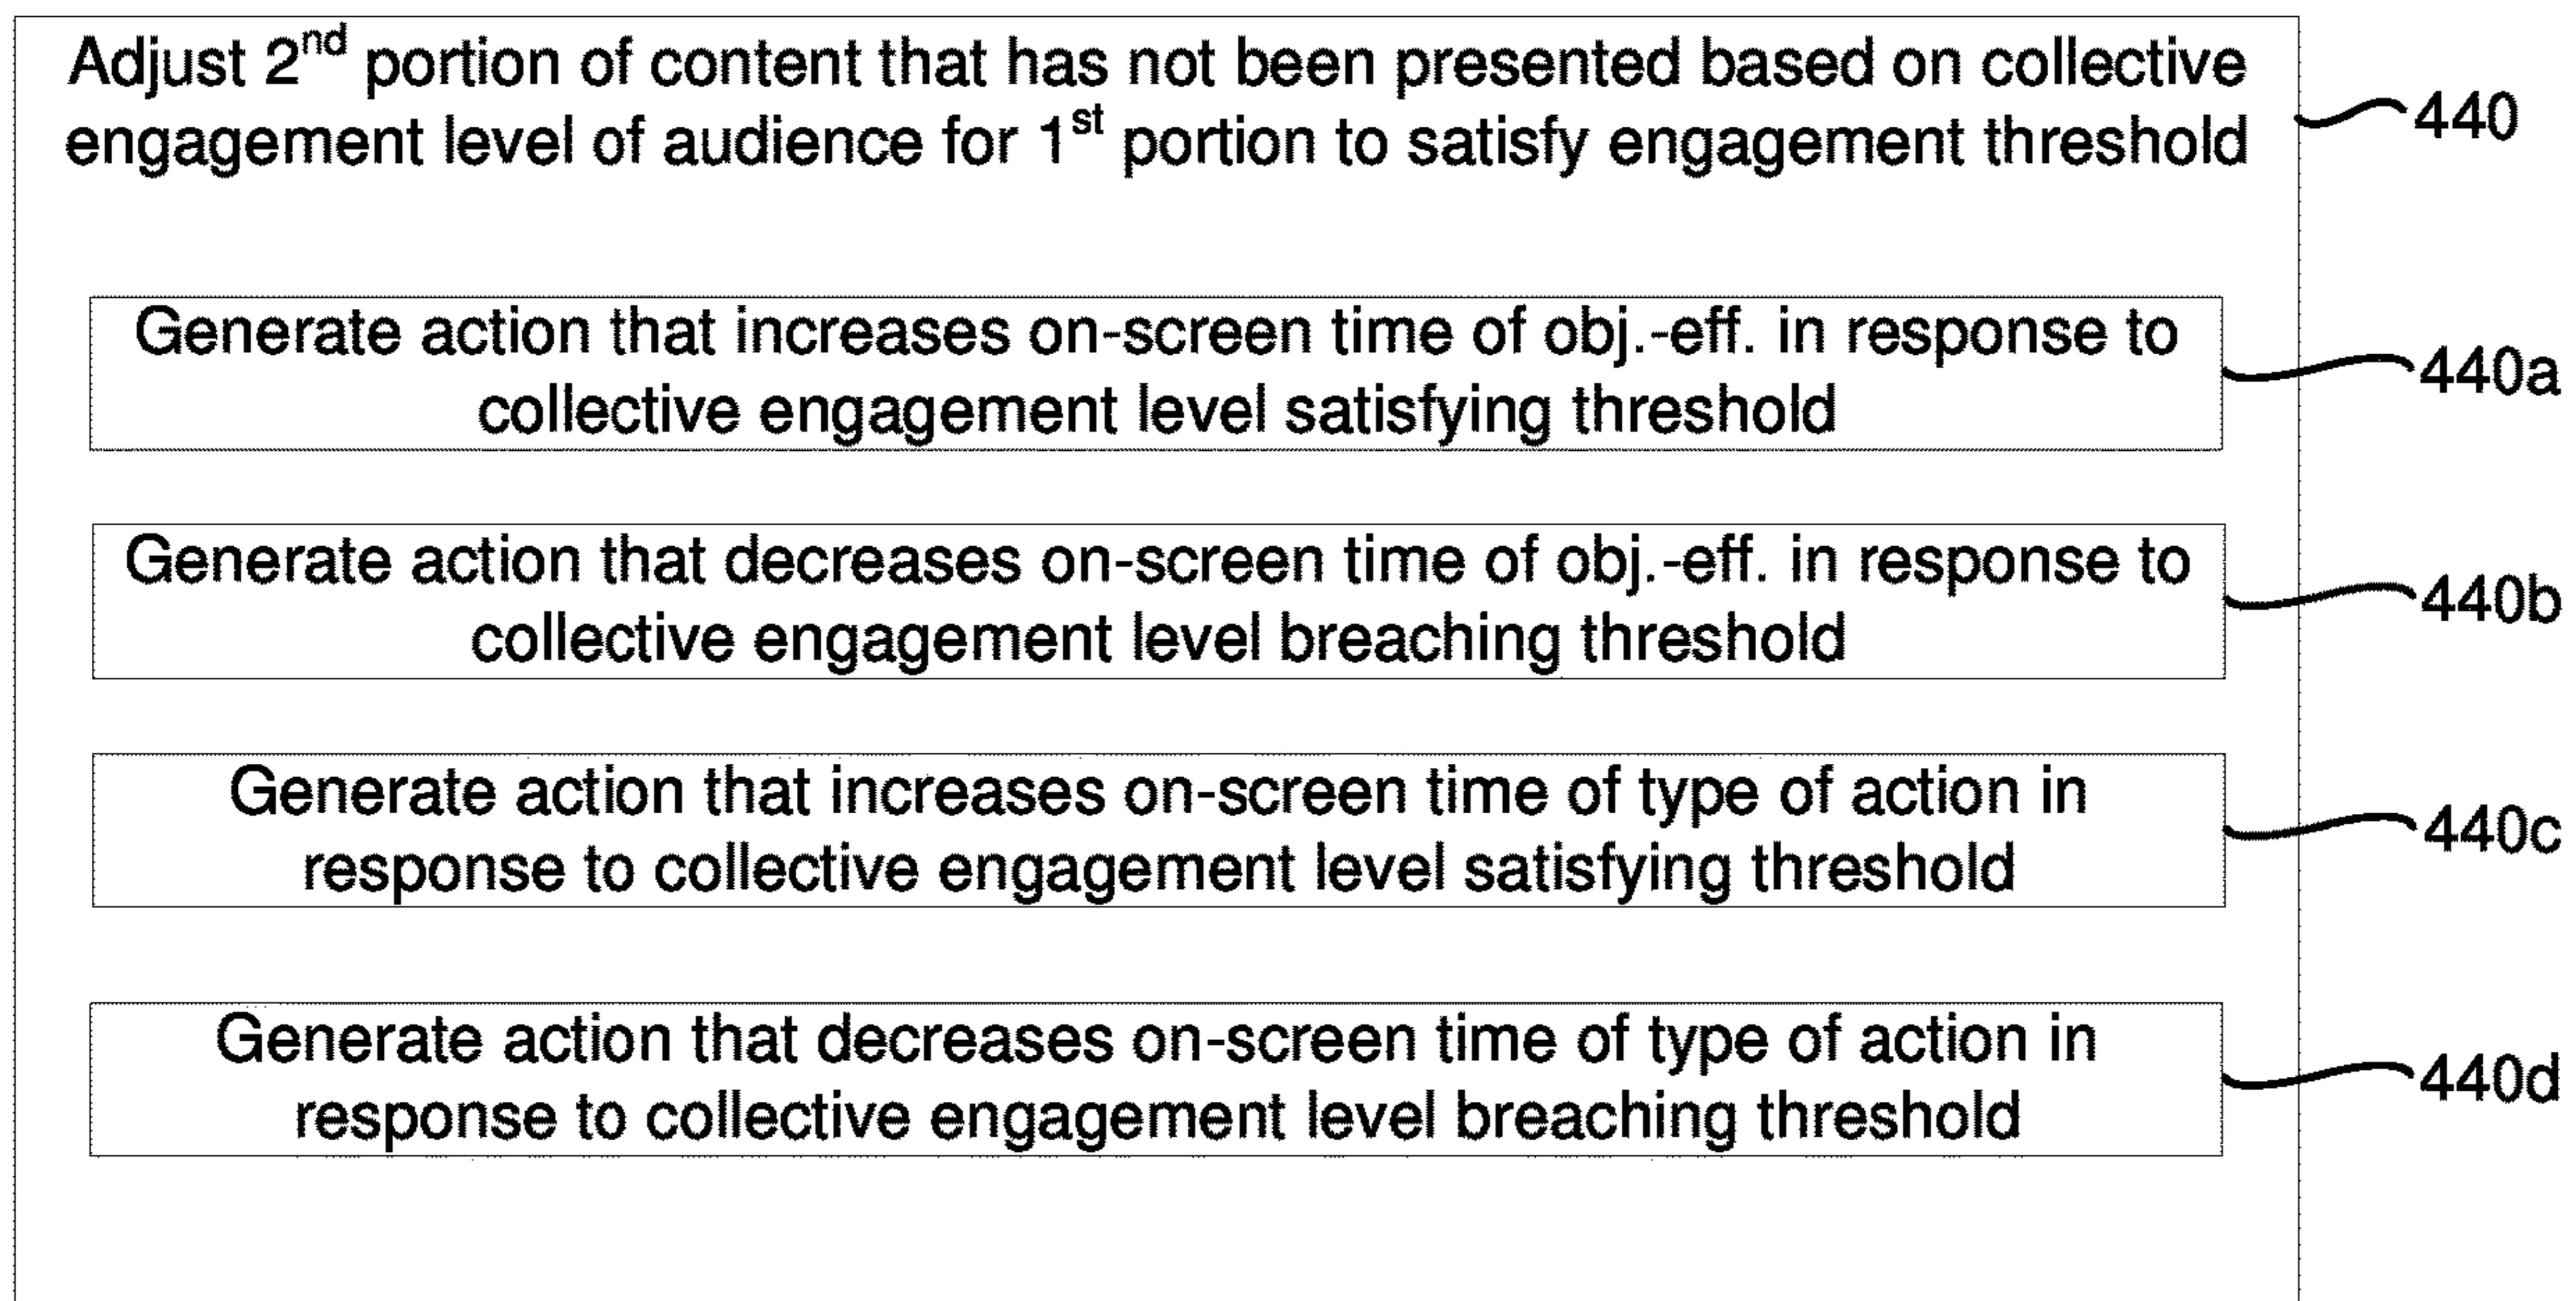 Adjust 2nd portion of content that has not been presented based on collective
engagement level of audience for 1st portion to satisfy engagement threshold
440
Generate action that increases on-screen time of obj.-eff. in response to
collective engagement level satisfying threshold
440a
Generate action that decreases on-screen time of obj.-eff. in response to
collective engagement level breaching threshold
440b
Generate action that increases on-screen time of type of action in
response to collective engagement level satisfying threshold
440c
Generate action that decreases on-screen time of type of action in
response to collective engagement level breaching threshold
440d